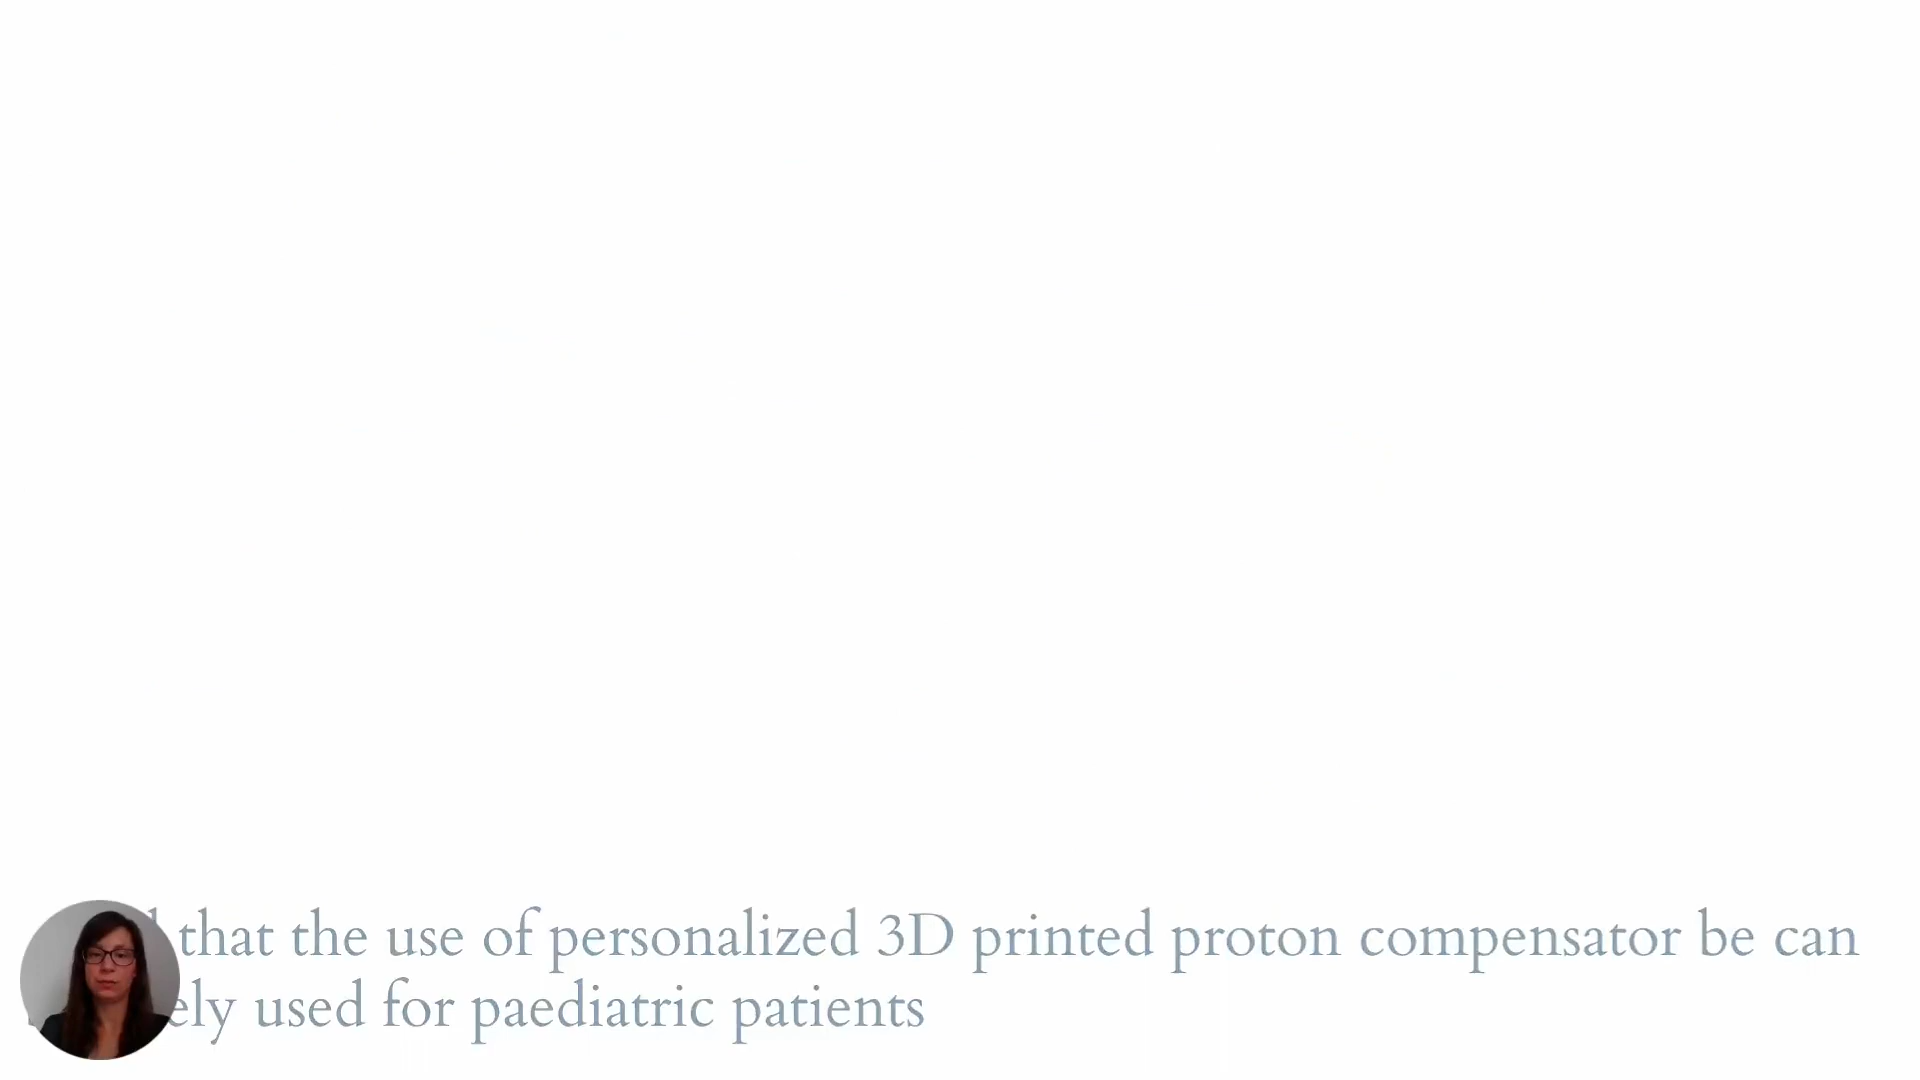 that the use of personalized 3D printed proton compensator be can
used for paediatric patients